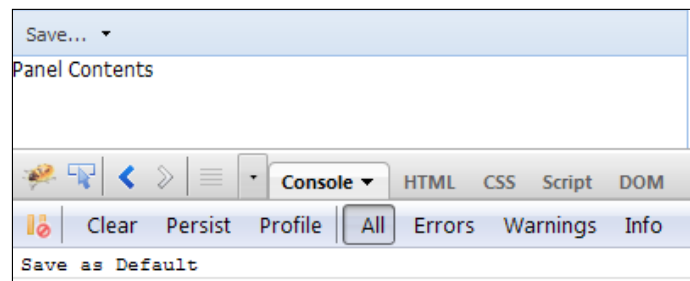 Save...
Panel Contents
Console HTML CSS Script DOM
Clear Persist Profile All Errors Warnings Info
Save as Default